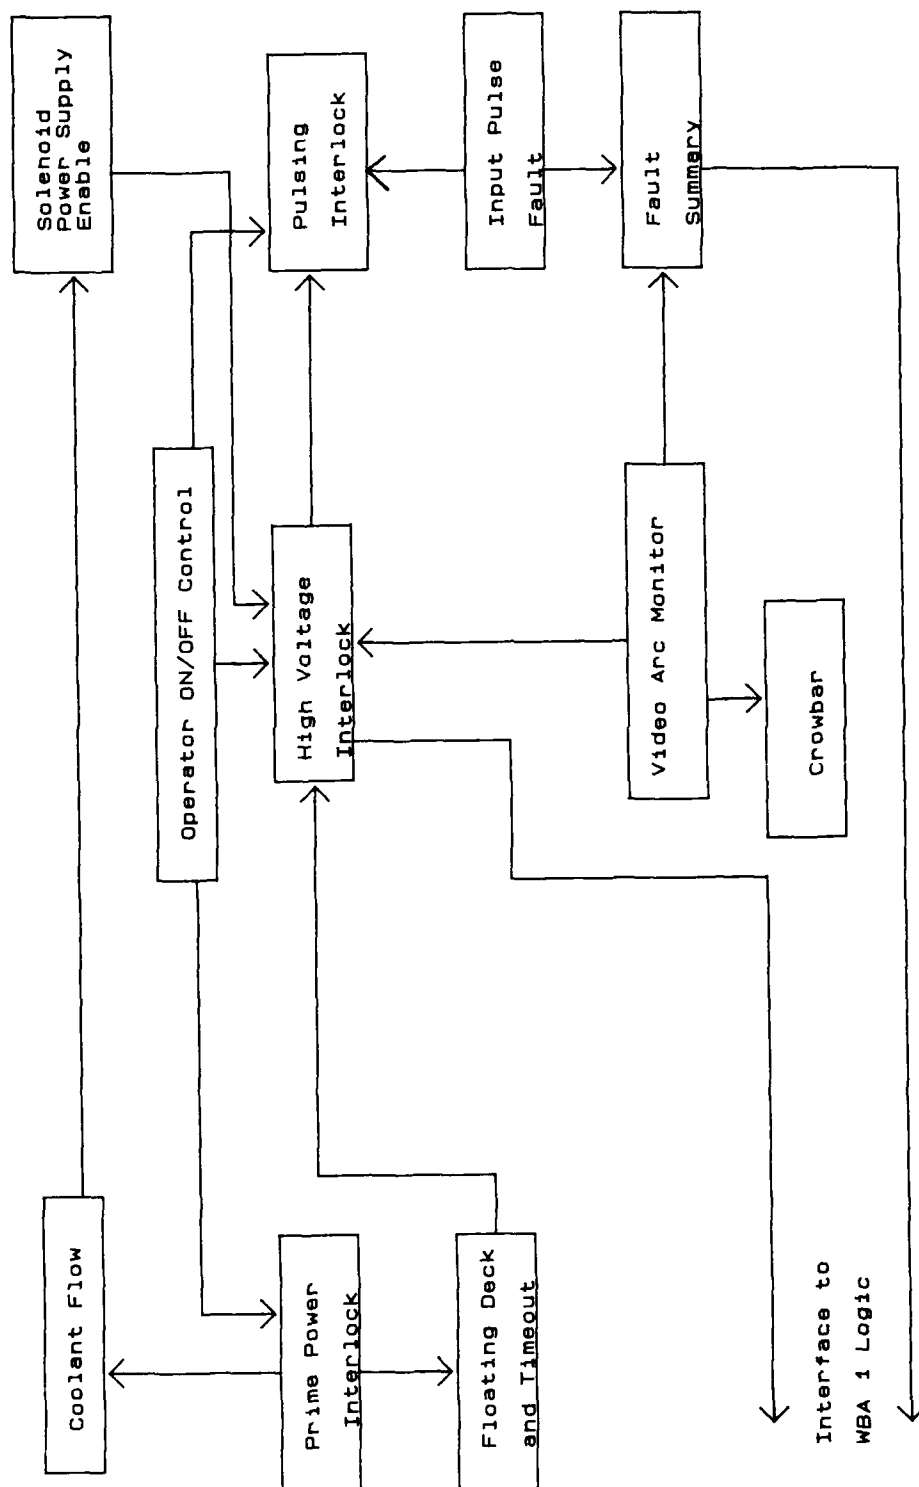 Coolant Flow
Solenoid
Power Supply
Enable
Operator ON/OFF Control
Prime Power
Interlock
High Voltage
Interlock
Pulsing
Interlock
Floating Deck
and Timeout
Input Pulse
Fault
Video Arc Monitor
Fault
Summary
Crowbar
Interface to
WBA 1 Logic